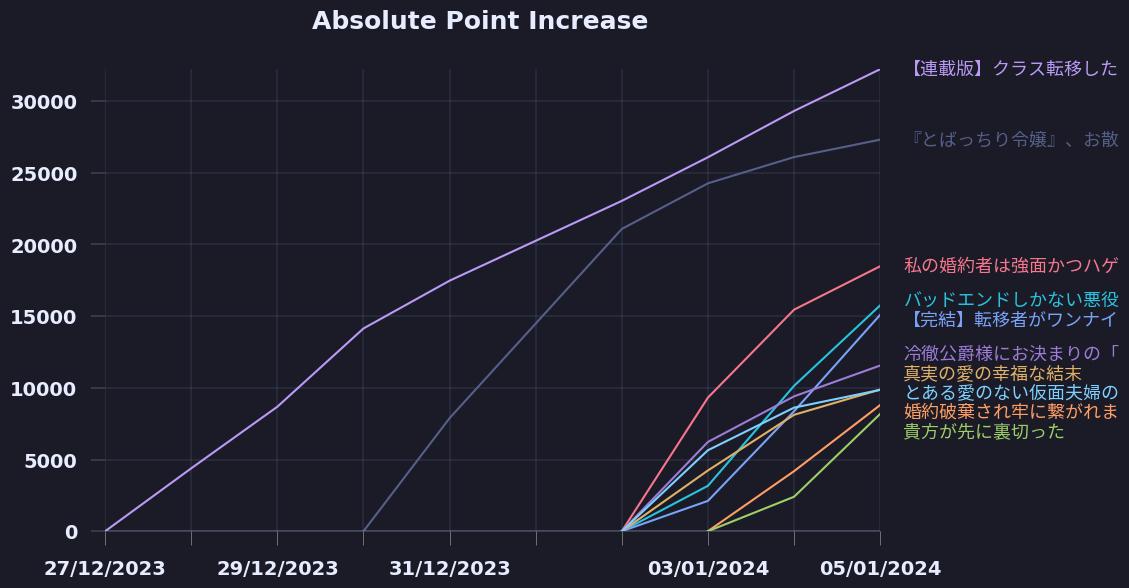 Absolute Point Increase
【連載版】クラス転移した
30000
『とばっちり令嬢』、お散
25000
20000
私の婚約者は強面かつハゲ
バッドエンドしかない悪役
15000
【完結】転移者がワンナイ
冷徹公爵様にお決まりの「
真実の愛の幸福な結末
10000
とある愛のない仮面夫婦の
婚約破棄され牢に繋がれま
貴方が先に裏切った
5000
0
27/12/2023 29/12/2023 31/12/2023 03/01/2024 05/01/2024